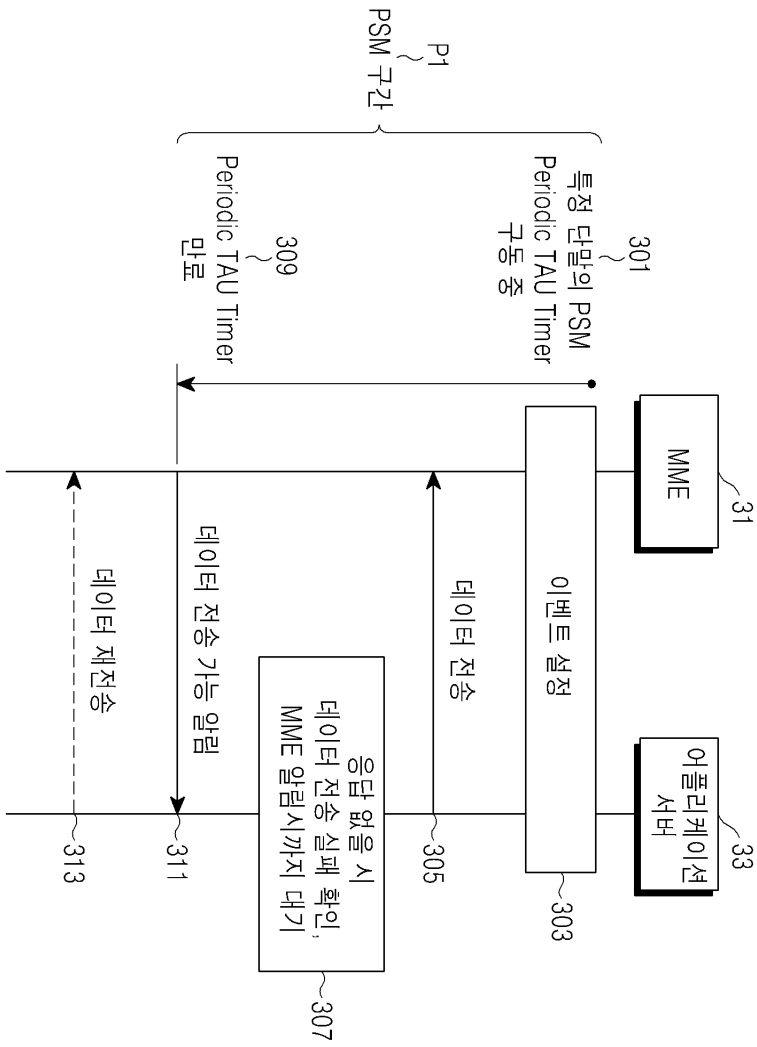 MME
31
어플리케이션
서버
33
P1
PSM 구간
301
특정 단말의 PSM
Periodic TAU Timer
구동 중
이벤트 설정
303
데이터 전송
305
응답 없을 시
데이터 전송 실패 확인,
MME 알림시까지 대기
307
309
Periodic TAU Timer
만료
데이터 전송 가능 알림
311
데이터 재전송
313